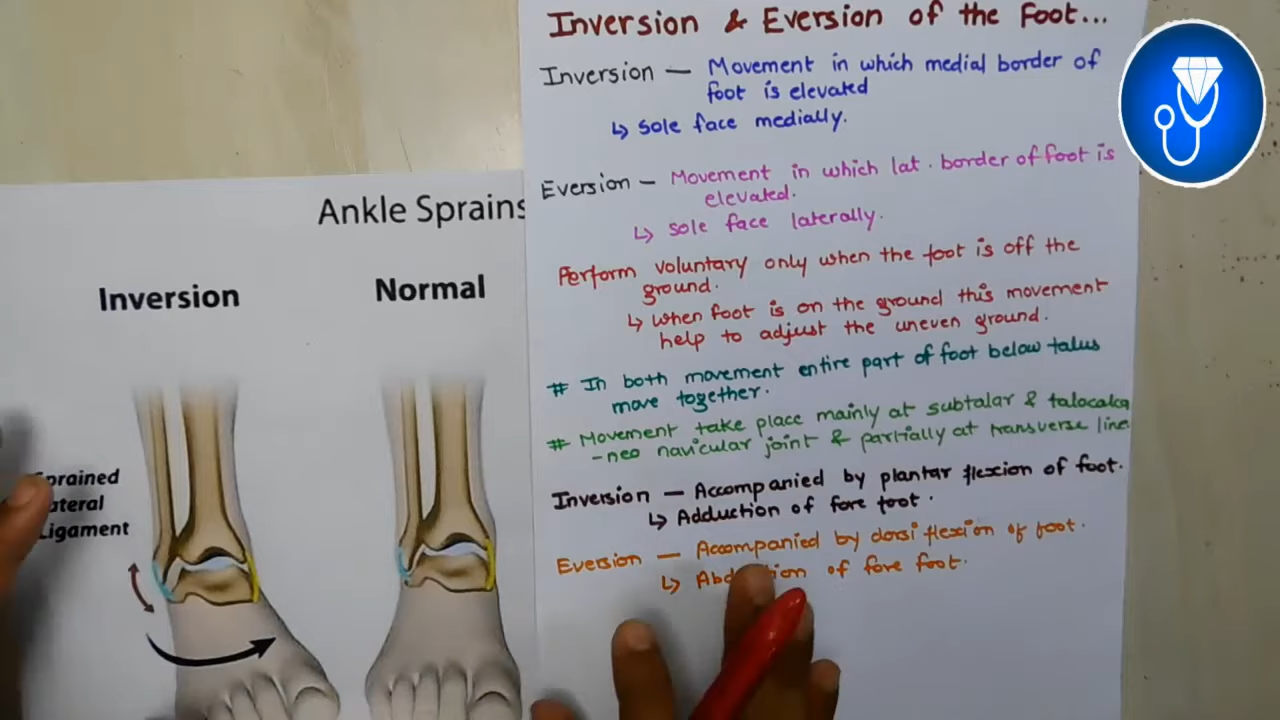 Inversion & Eversion of the Foot...
Inversion — Movement in which medial border of
foot is elevated
↳ sole face medially.
Eversion — Movement in which lat. border of foot is
elevated.
↳ sole face laterally.
Perform voluntary only when the foot is off the
ground.
↳ when foot is on the ground this movement
help to adjust the uneven ground.
# In both movement entire part of foot below talus
move together.
# Movement take place mainly at subtalar & talocalca
-neo navicular joint & partially at transverse line
Inversion — Accompanied by plantar flexion of foot.
↳ Adduction of fore foot.
Eversion — Accompanied by dorsi flexion of foot.
↳ of fore foot.
Ankle Sprains
Inversion
Normal
Ligament